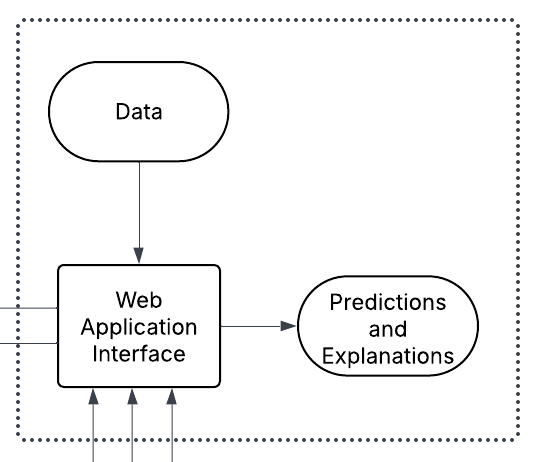 Data
Web
Application
Interface
Predictions
and
Explanations